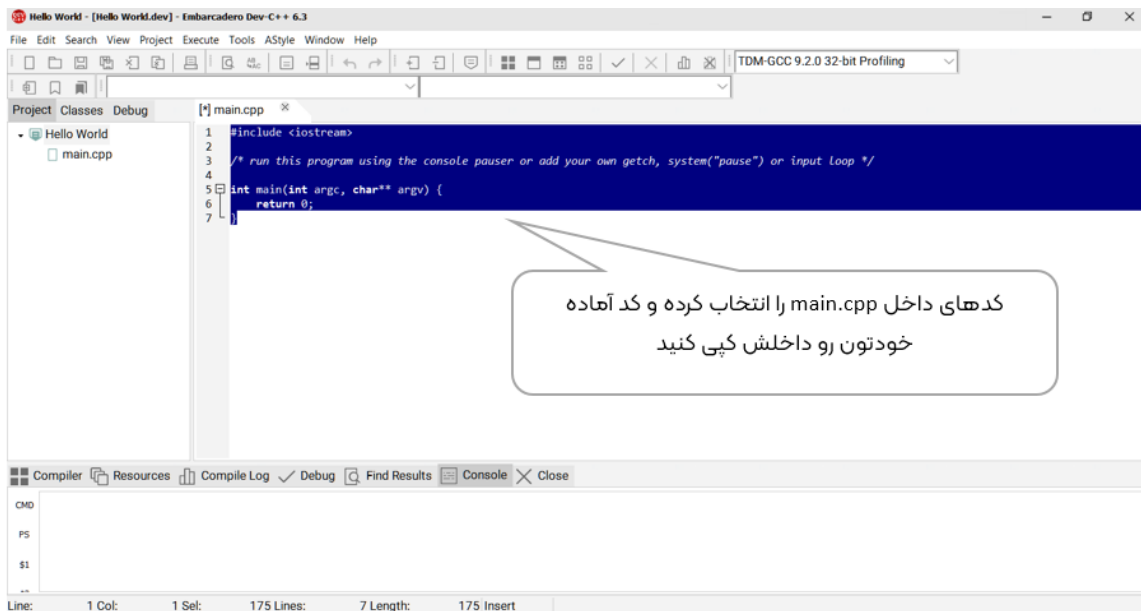 Hello World - [Hello World.dev] - Embarcadero Dev-C++ 6.3
File Edit Search View Project Execute Tools AStyle Window Help
TDM-GCC 9.2.0 32-bit Profiling
Project Classes Debug
[*] main.cpp
Hello World
main.cpp
1 #include <iostream>
2
3 /* run this program using the console pauser or add your own getch, system("pause") or input loop */
4
5 int main(int argc, char** argv) {
6 return 0;
7 }
کدهای داخل main.cpp را انتخاب کرده و کد آماده
خودتون رو داخلش کپی کنید
Compiler Resources Compile Log Debug Find Results Console Close
CMD
PS
$1
Line: 1 Col: 1 Sel: 175 Lines: 7 Length: 175 Insert